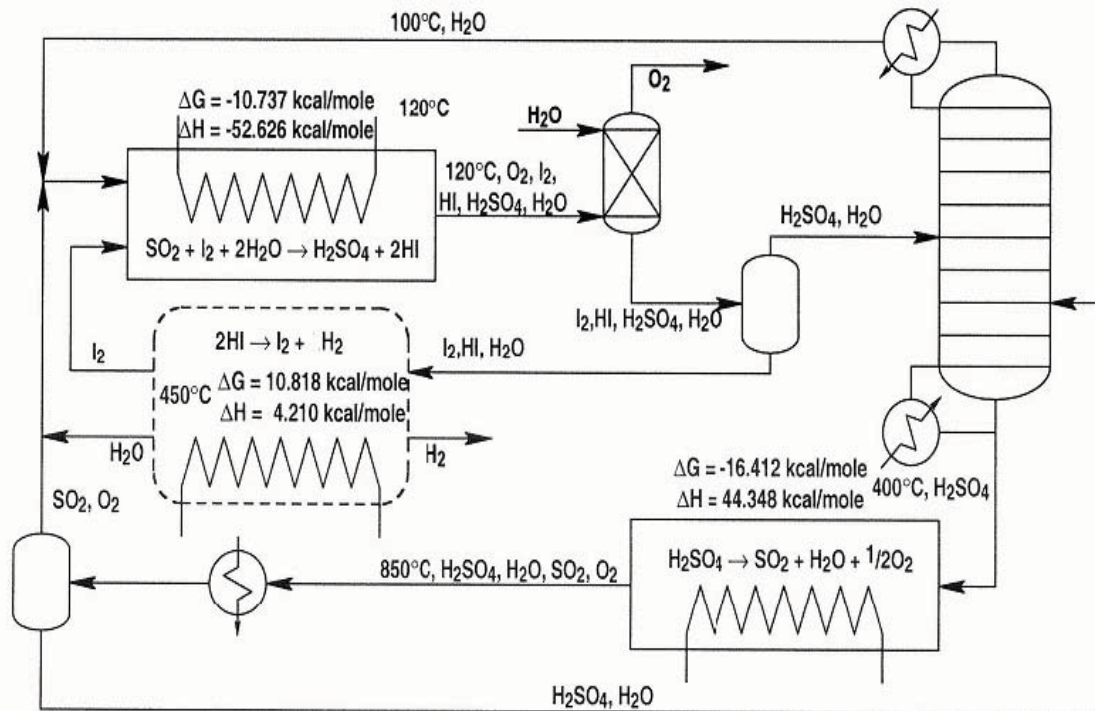 100°C, H₂O
O₂
ΔG = -10.737 kcal/mole
ΔH = -52.626 kcal/mole
120°C
H₂O
120°C, O₂, I₂,
HI, H₂SO₄, H₂O
SO₂ + I₂ + 2H₂O → H₂SO₄ + 2HI
H₂SO₄, H₂O
I₂,HI, H₂SO₄, H₂O
2HI → I₂ + H₂
I₂
I₂,HI, H₂O
450°C
ΔG = 10.818 kcal/mole
ΔH = 4.210 kcal/mole
H₂O
H₂
SO₂, O₂
ΔG = -16.412 kcal/mole
ΔH = 44.348 kcal/mole
400°C, H₂SO₄
H₂SO₄ → SO₂ + H₂O + 1/2O₂
850°C, H₂SO₄, H₂O, SO₂, O₂
H₂SO₄, H₂O